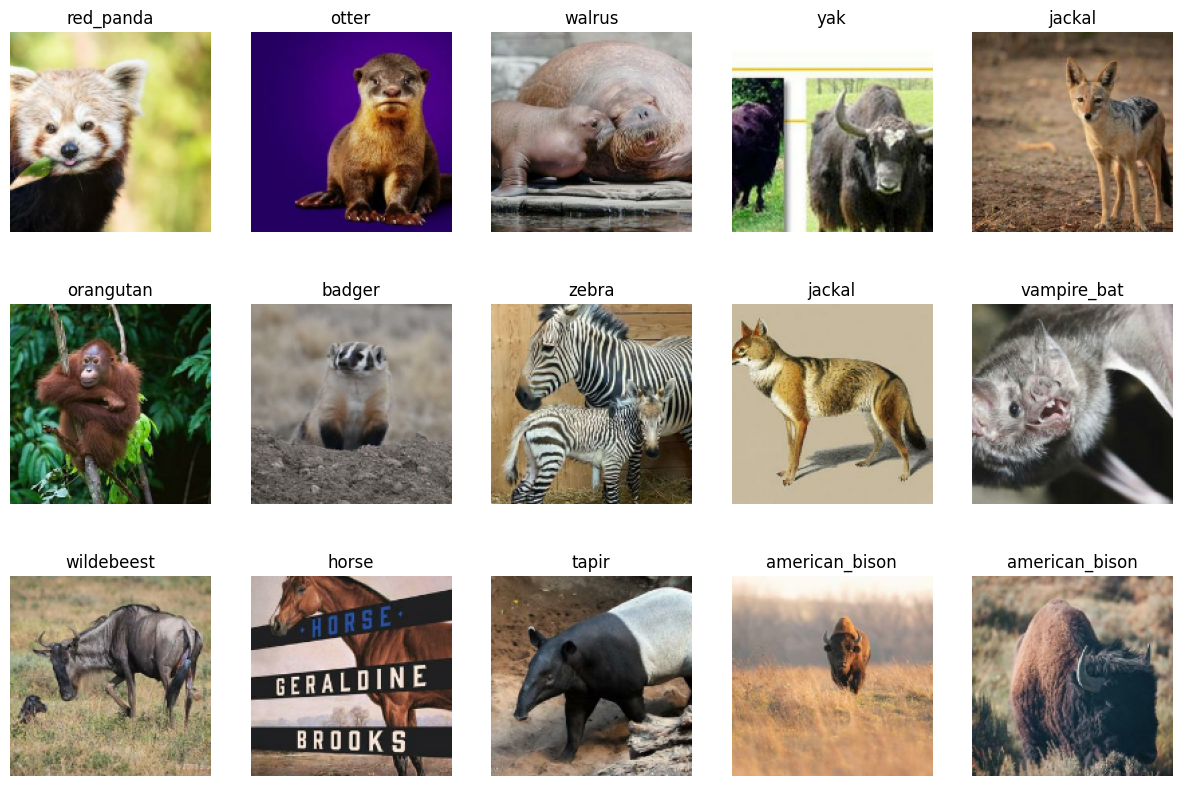 red_panda
otter
walrus
yak
jackal
orangutan
badger
zebra
jackal
vampire_bat
wildebeest
horse
tapir
american_bison
american_bison
· HORSE ·
GERALDINE
BROOKS